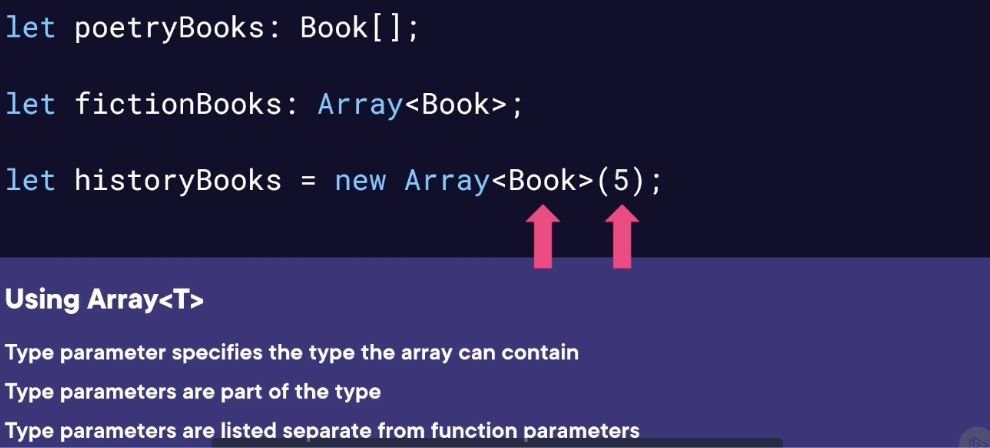 let poetryBooks: Book[];
let fictionBooks: Array<Book>;
let historyBooks = new Array<Book>(5);
Using Array<T>
Type parameter specifies the type the array can contain
Type parameters are part of the type
Type parameters are listed separate from function parameters